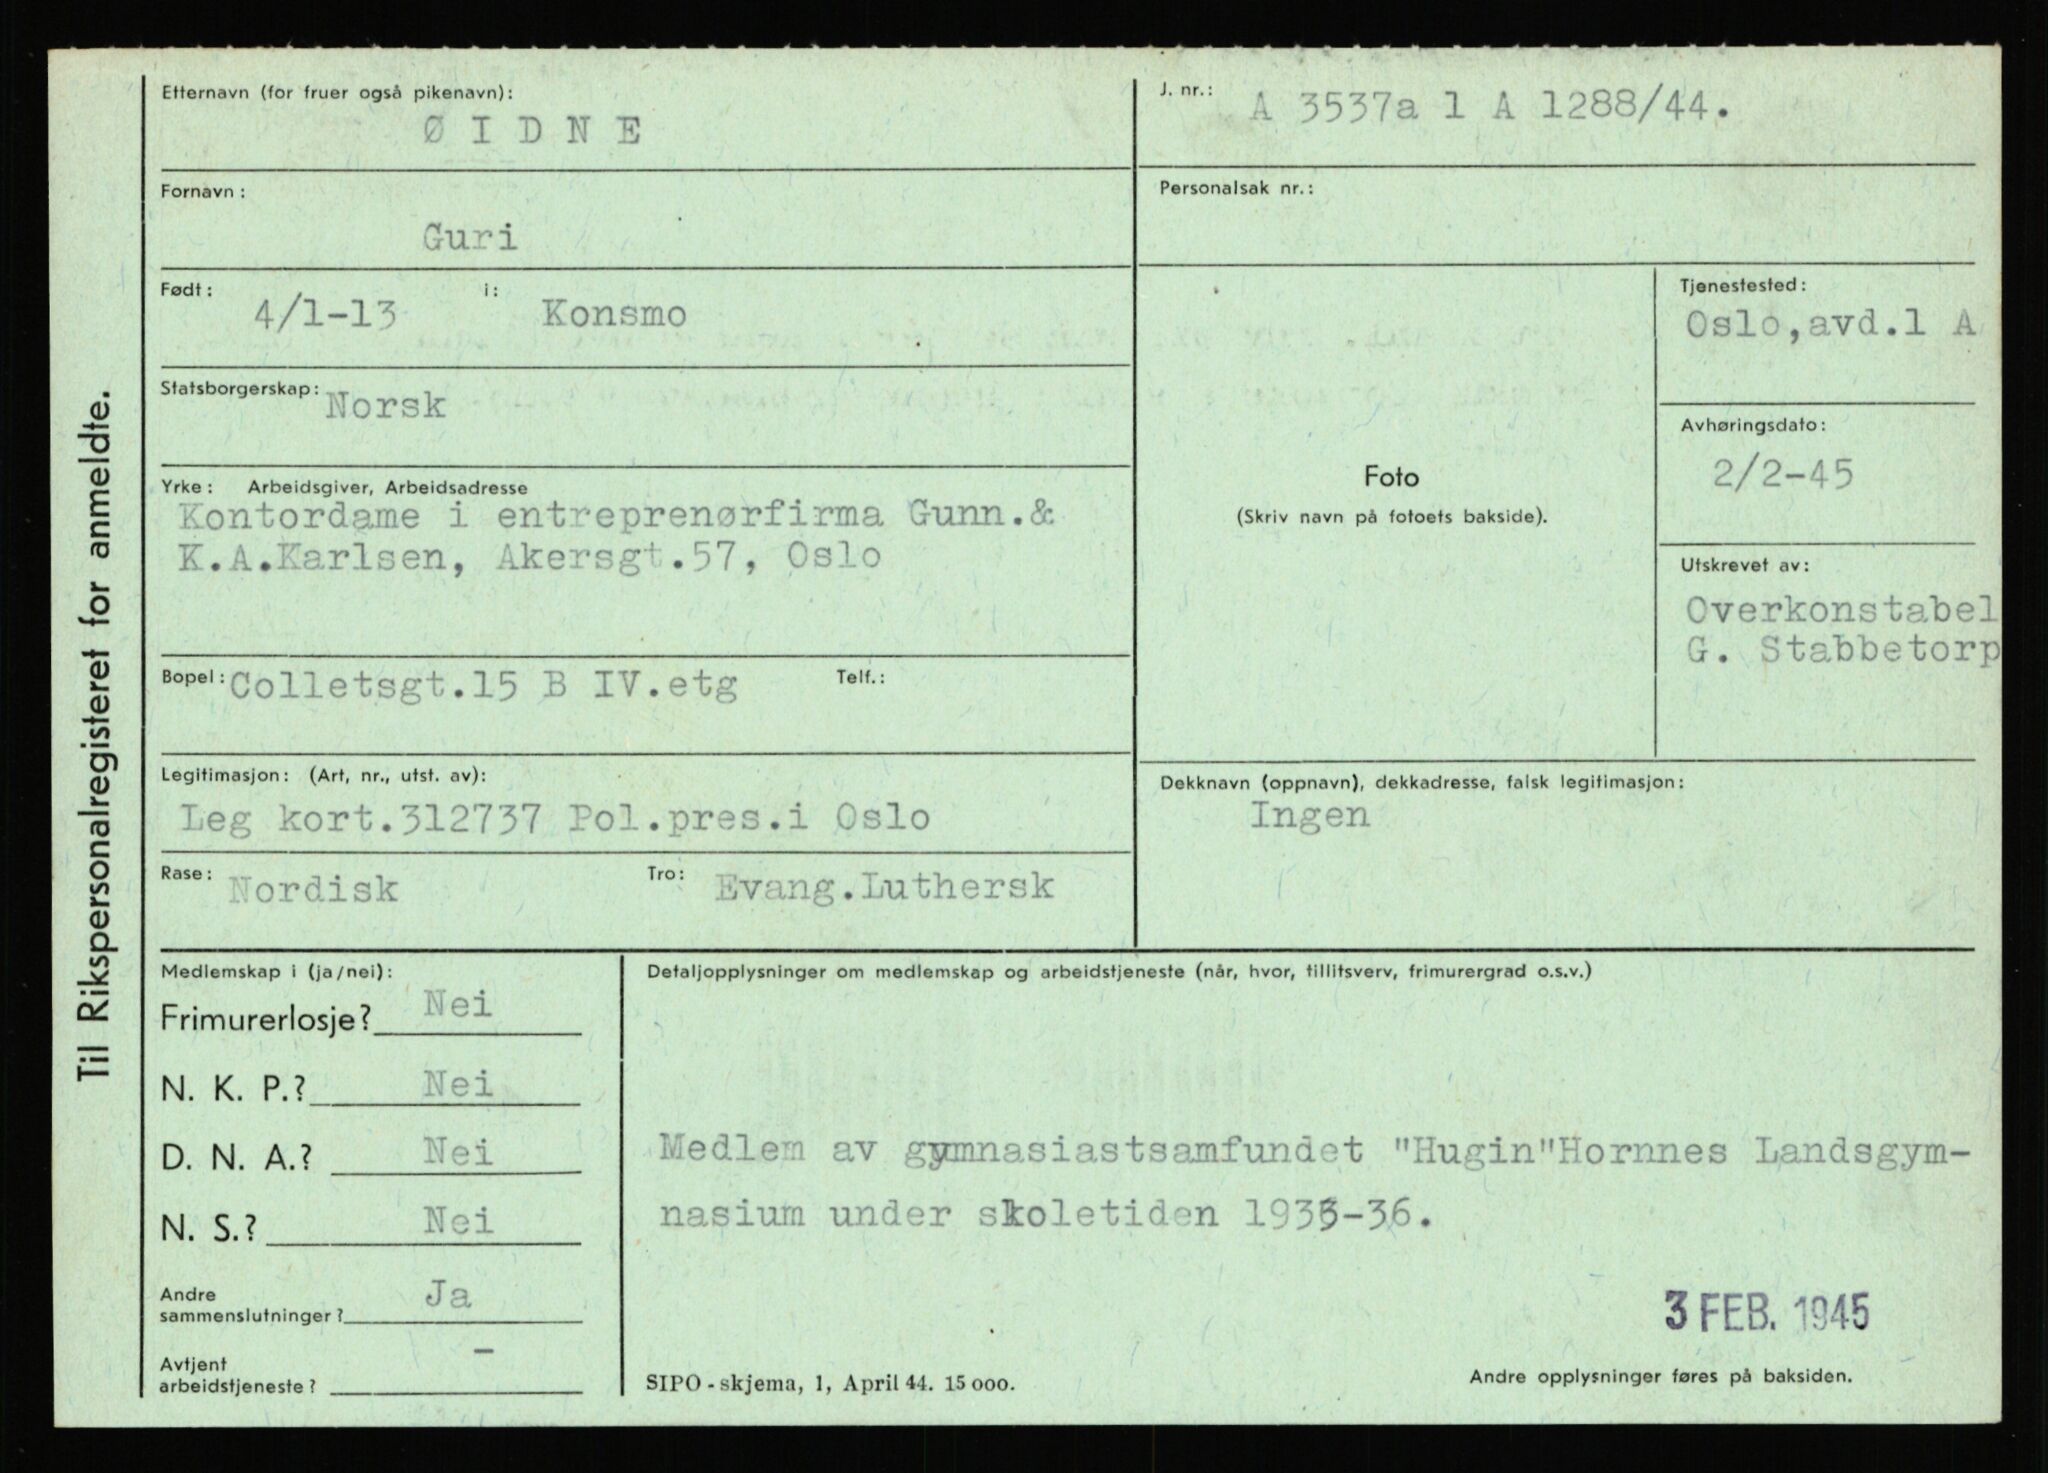 Til Rikspersonalregisteret for anmeldte.
Etternavn (for fruer også pikenavn):
Ø I D N E
Fornavn:
Guri
Født: 4/1-13 i: Konsmo
Statsborgerskap: Norsk
Yrke: Arbeidsgiver, Arbeidsadresse
Kontordame i entreprenørfirma Gunn.&
K.A.Karlsen, Akersgt.57, Oslo
Bopel: Colletsgt.15 B IV.etg Telf.:
Legitimasjon: (Art, nr., utst. av):
Leg kort.312737 Pol.pres.i Oslo
Rase: Nordisk Tro: Evang.Luthersk
J. nr.: A 3537a 1 A 1288/44.
Personalsak nr.:
Foto
(Skriv navn på fotoets bakside).
Tjenestested:
Oslo,avd.1 A
Avhøringsdato:
2/2-45
Utskrevet av:
Overkonstabel
G. Stabbetorp
Dekknavn (oppnavn), dekkadresse, falsk legitimasjon:
Ingen
Medlemskap i (ja/nei):
Frimurerlosje? Nei
N. K. P.? Nei
D. N. A.? Nei
N. S.? Nei
Andre
sammenslutninger? Ja
Avtjent
arbeidstjeneste? -
Detaljopplysninger om medlemskap og arbeidstjeneste (når, hvor, tillitsverv, frimurergrad o.s.v.)
Medlem av gymnasiastsamfundet "Hugin"Hornnes Landsgym-
nasium under skoletiden 1933-36.
3 FEB. 1945
SIPO-skjema, 1, April 44. 15 000.
Andre opplysninger føres på baksiden.